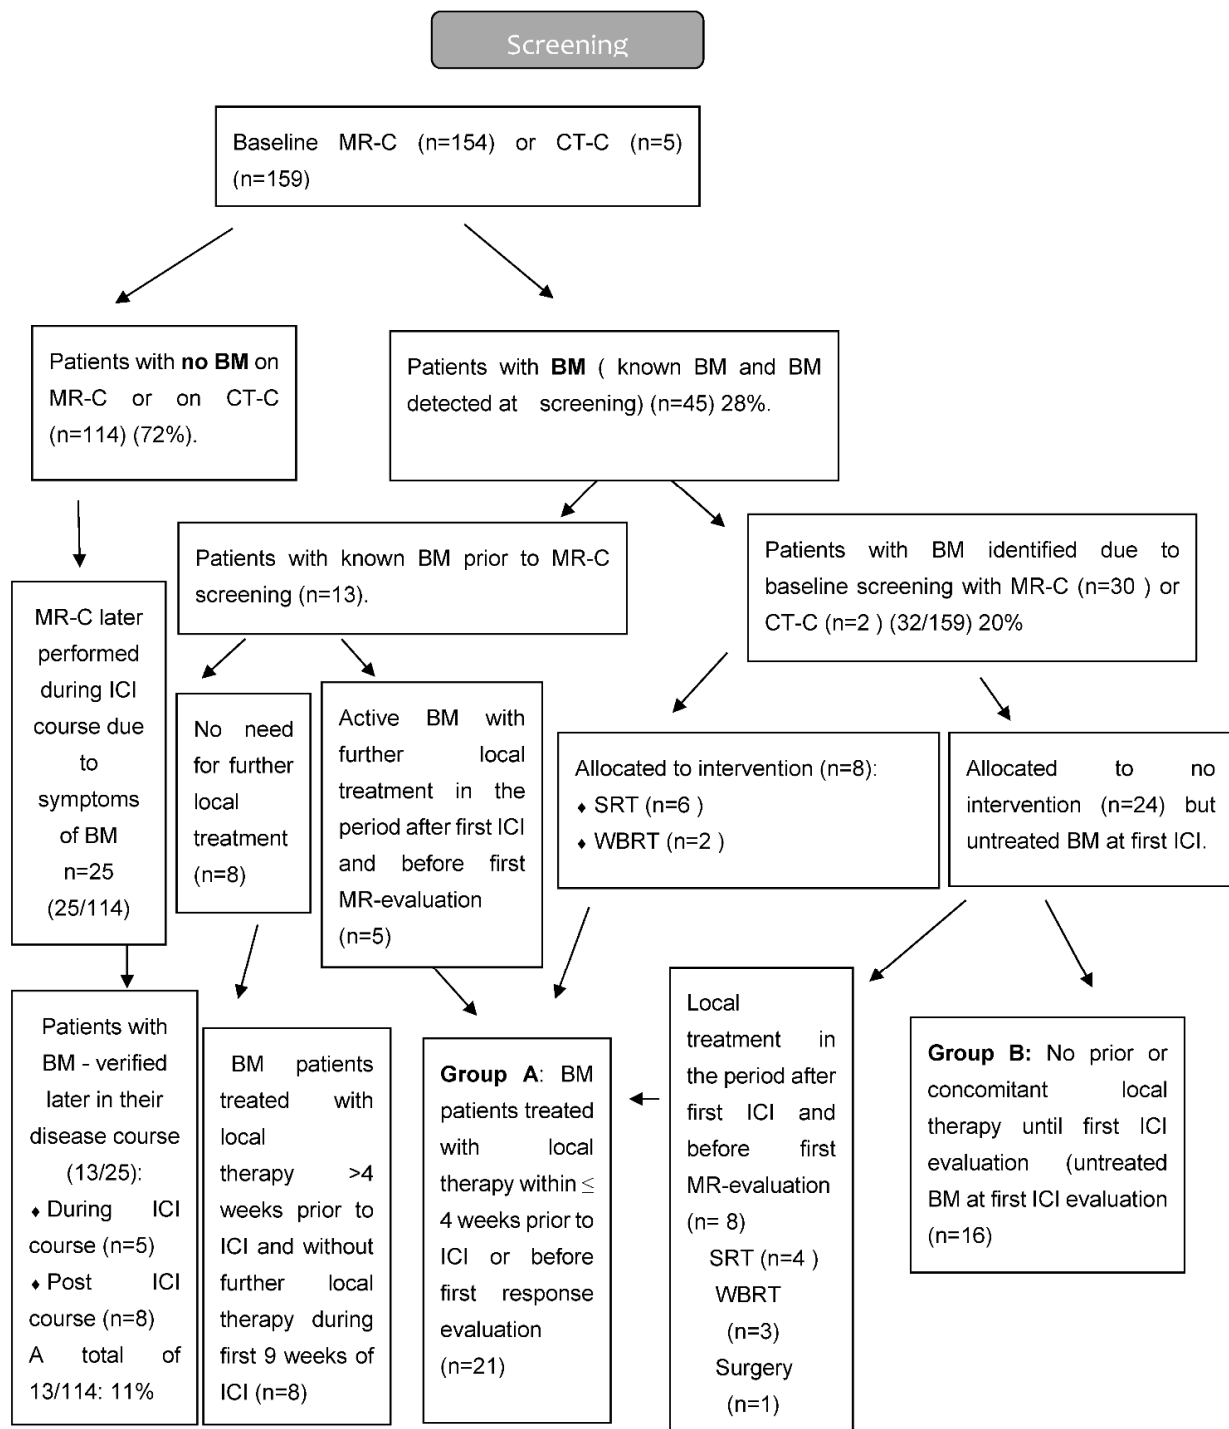 Screening
Baseline MR-C (n=154) or CT-C (n=5)
(n=159)
Patients with no BM on
MR-C or on CT-C
(n=114) (72%).
Patients with BM ( known BM and BM
detected at screening) (n=45) 28%.
Patients with known BM prior to MR-C
screening (n=13).
Patients with BM identified due to
baseline screening with MR-C (n=30 ) or
CT-C (n=2 ) (32/159) 20%
MR-C later
performed
during ICI
course due
to
symptoms
of BM
n=25
(25/114)
No need
for further
local
treatment
(n=8)
Active BM with
further local
treatment in the
period after first ICI
and before first
MR-evaluation
(n=5)
Allocated to intervention (n=8):
⬧ SRT (n=6 )
⬧ WBRT (n=2 )
Allocated to no
intervention (n=24) but
untreated BM at first ICI.
Patients with
BM - verified
later in their
disease course
(13/25):
⬧ During ICI
course (n=5)
⬧ Post ICI
course (n=8)
A total of
13/114: 11%
BM patients
treated with
local
therapy >4
weeks prior to
ICI and without
further local
therapy during
first 9 weeks of
ICI (n=8)
Group A: BM
patients treated
with local
therapy within ≤
4 weeks prior to
ICI or before
first response
evaluation
(n=21)
Local
treatment in
the period after
first ICI and
before first
MR-evaluation
(n= 8)
SRT (n=4 )
WBRT
(n=3)
Surgery
(n=1)
Group B: No prior or
concomitant local
therapy until first ICI
evaluation (untreated
BM at first ICI evaluation
(n=16)